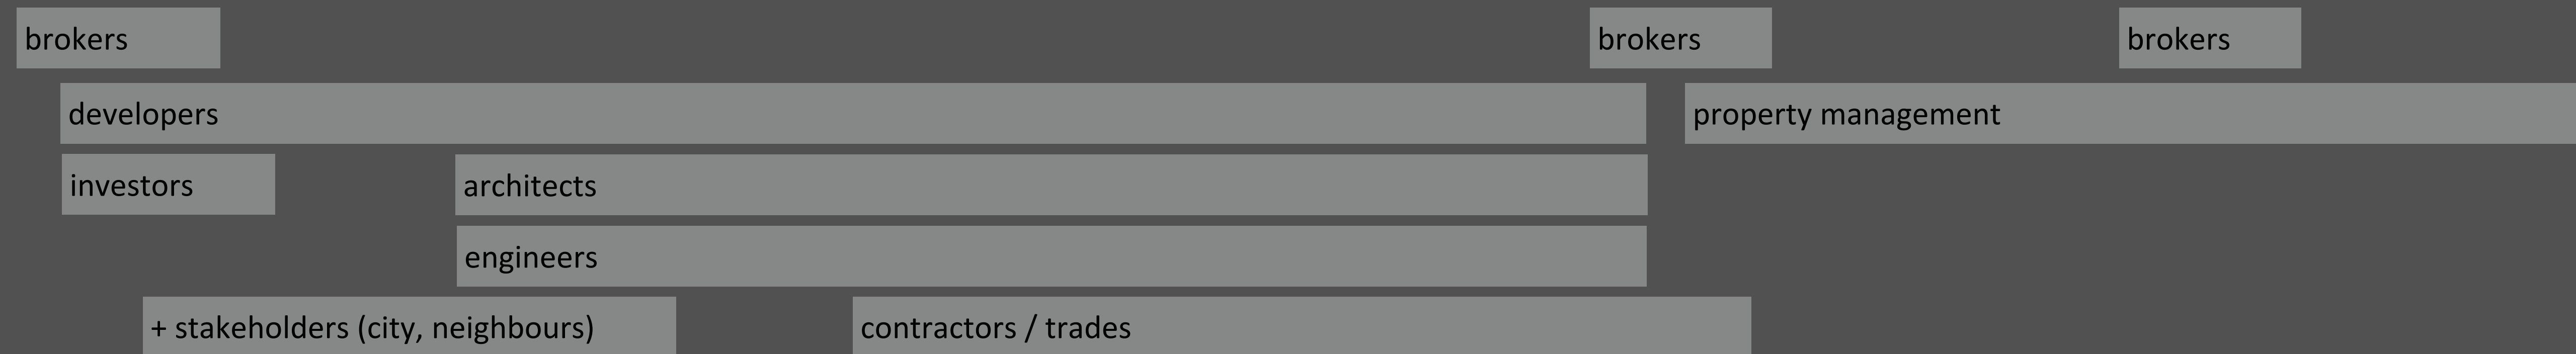 brokers
brokers
brokers
developers
property management
investors
architects
engineers
+ stakeholders (city, neighbours)
contractors / trades